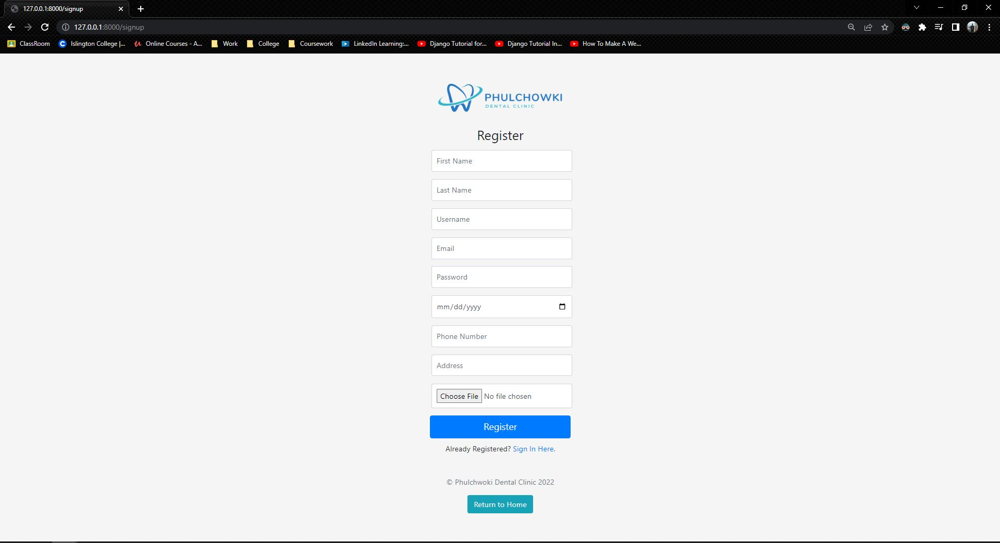 127.0.0.1:8000/signup
127.0.0.1:8000/signup
ClassRoom Islington College |... Online Courses - A... Work College Coursework LinkedIn Learning:... Django Tutorial for... Django Tutorial In... How To Make A We...
PHULCHOWKI
DENTAL CLINIC
Register
First Name
Last Name
Username
Email
Password
mm/dd/yyyy
Phone Number
Address
Choose File No file chosen
Register
Already Registered? Sign In Here.
© Phulchwoki Dental Clinic 2022
Return to Home